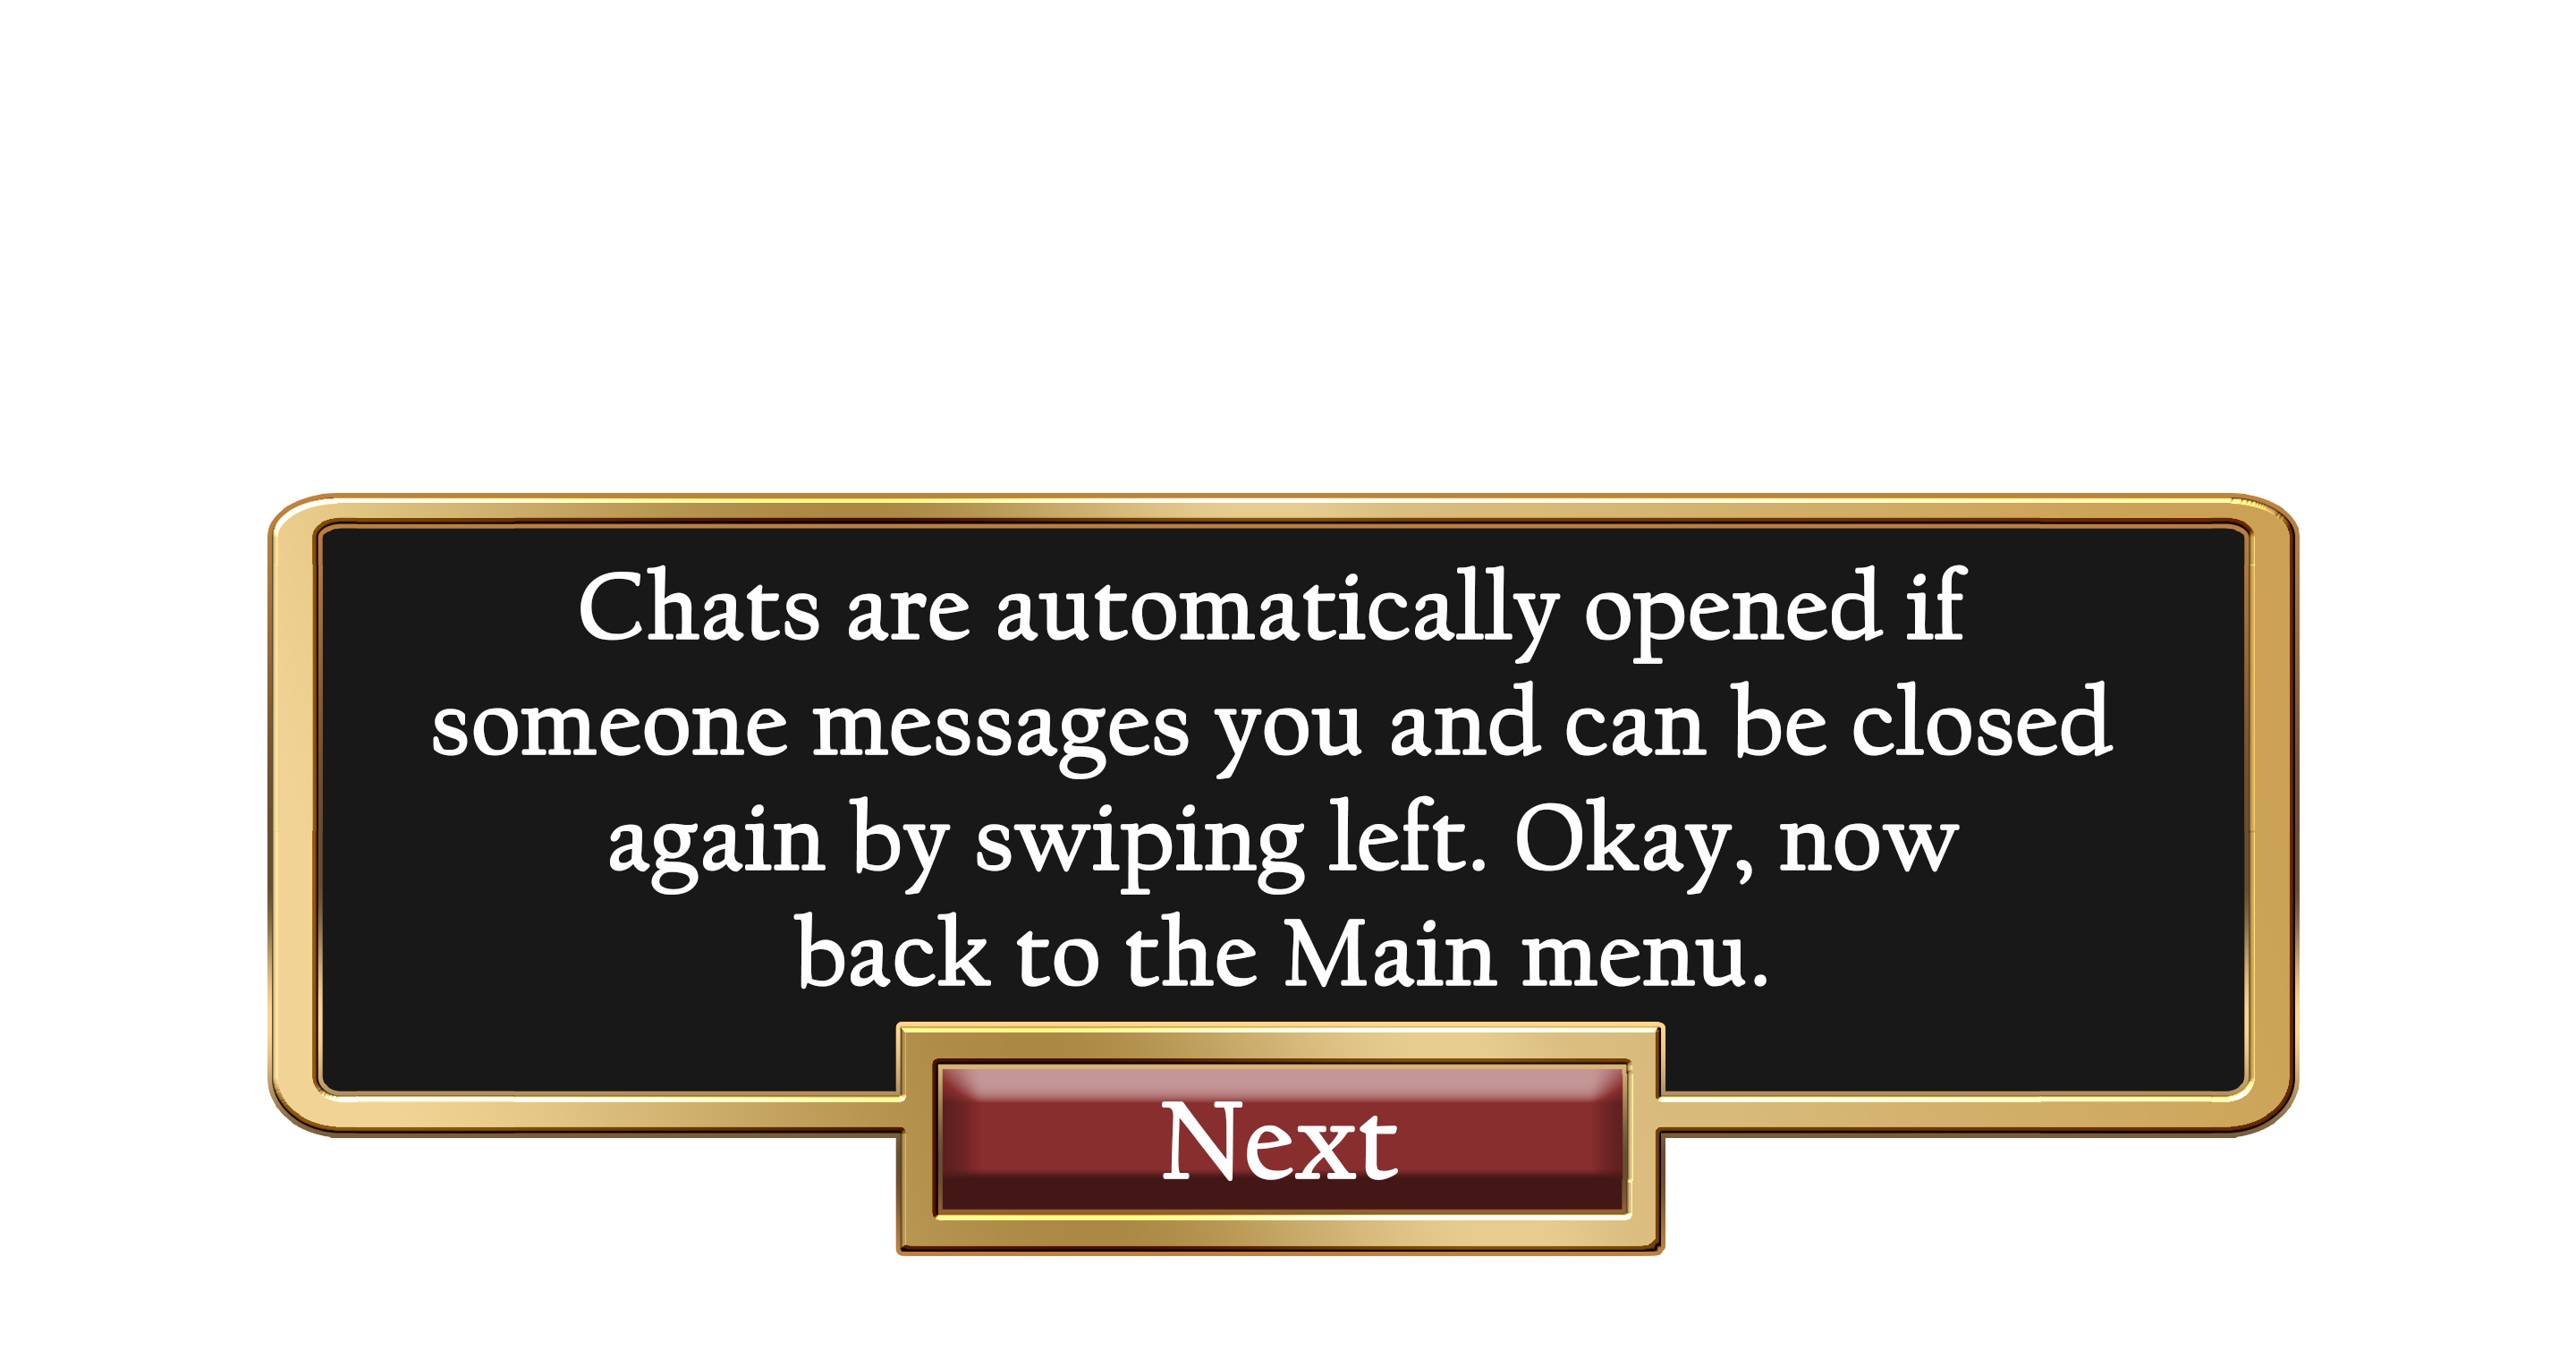 Chats are automatically opened if
someone messages you and can be closed
again by swiping left. Okay, now
back to the Main menu.
Next